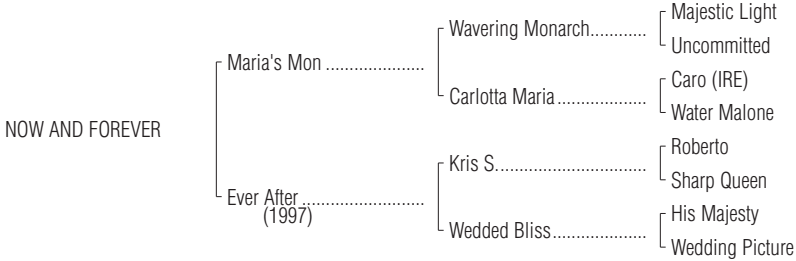 Majestic Light
Wavering Monarch............
Uncommitted
Maria's Mon .....................
Caro (IRE)
Carlotta Maria...................
Water Malone
NOW AND FOREVER
Roberto
Kris S................................
Sharp Queen
Ever After..........................
(1997)
His Majesty
Wedded Bliss....................
Wedding Picture